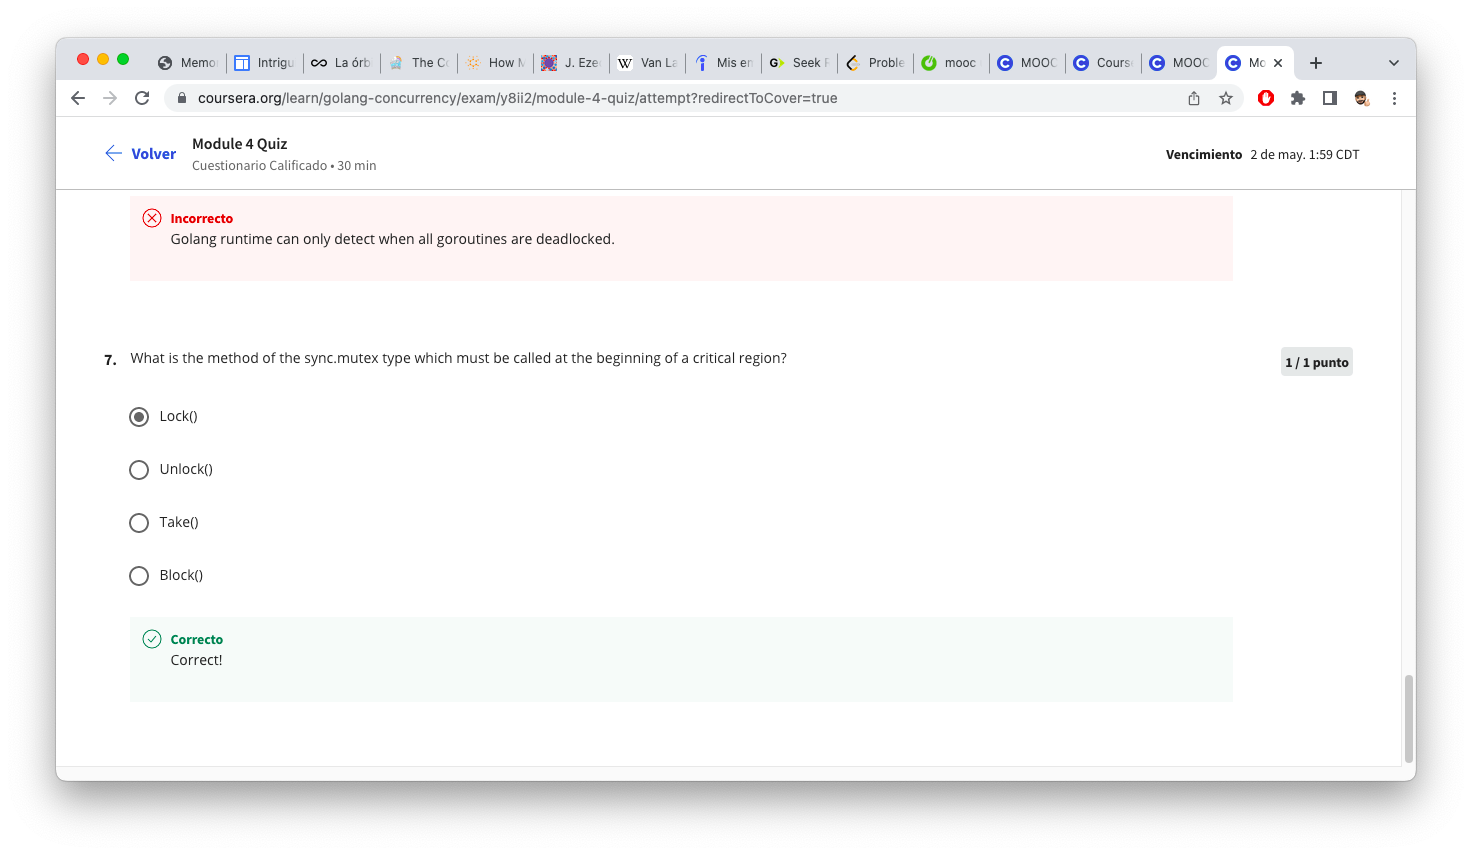 Memo
Intrigu
La órb
The Co
How M
J. Eze
W Van La
Mis en
G Seek
Proble
mooc
MOOC
Cours
MOOC
Mo
coursera.org/learn/golang-concurrency/exam/y8ii2/module-4-quiz/attempt?redirectToCover=true
Volver
Module 4 Quiz
Cuestionario Calificado • 30 min
Vencimiento 2 de may. 1:59 CDT
Incorrecto
Golang runtime can only detect when all goroutines are deadlocked.
7. What is the method of the sync.mutex type which must be called at the beginning of a critical region?
1 / 1 punto
Lock()
Unlock()
Take()
Block()
Correcto
Correct!